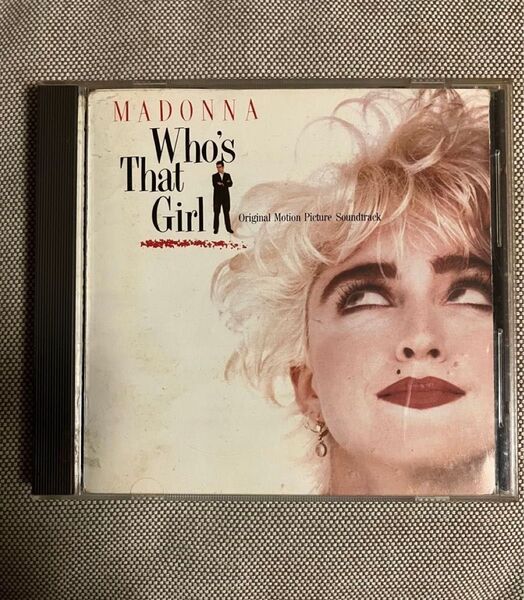 MADONNA
Who's
That
Girl
Original Motion Picture Soundtrack